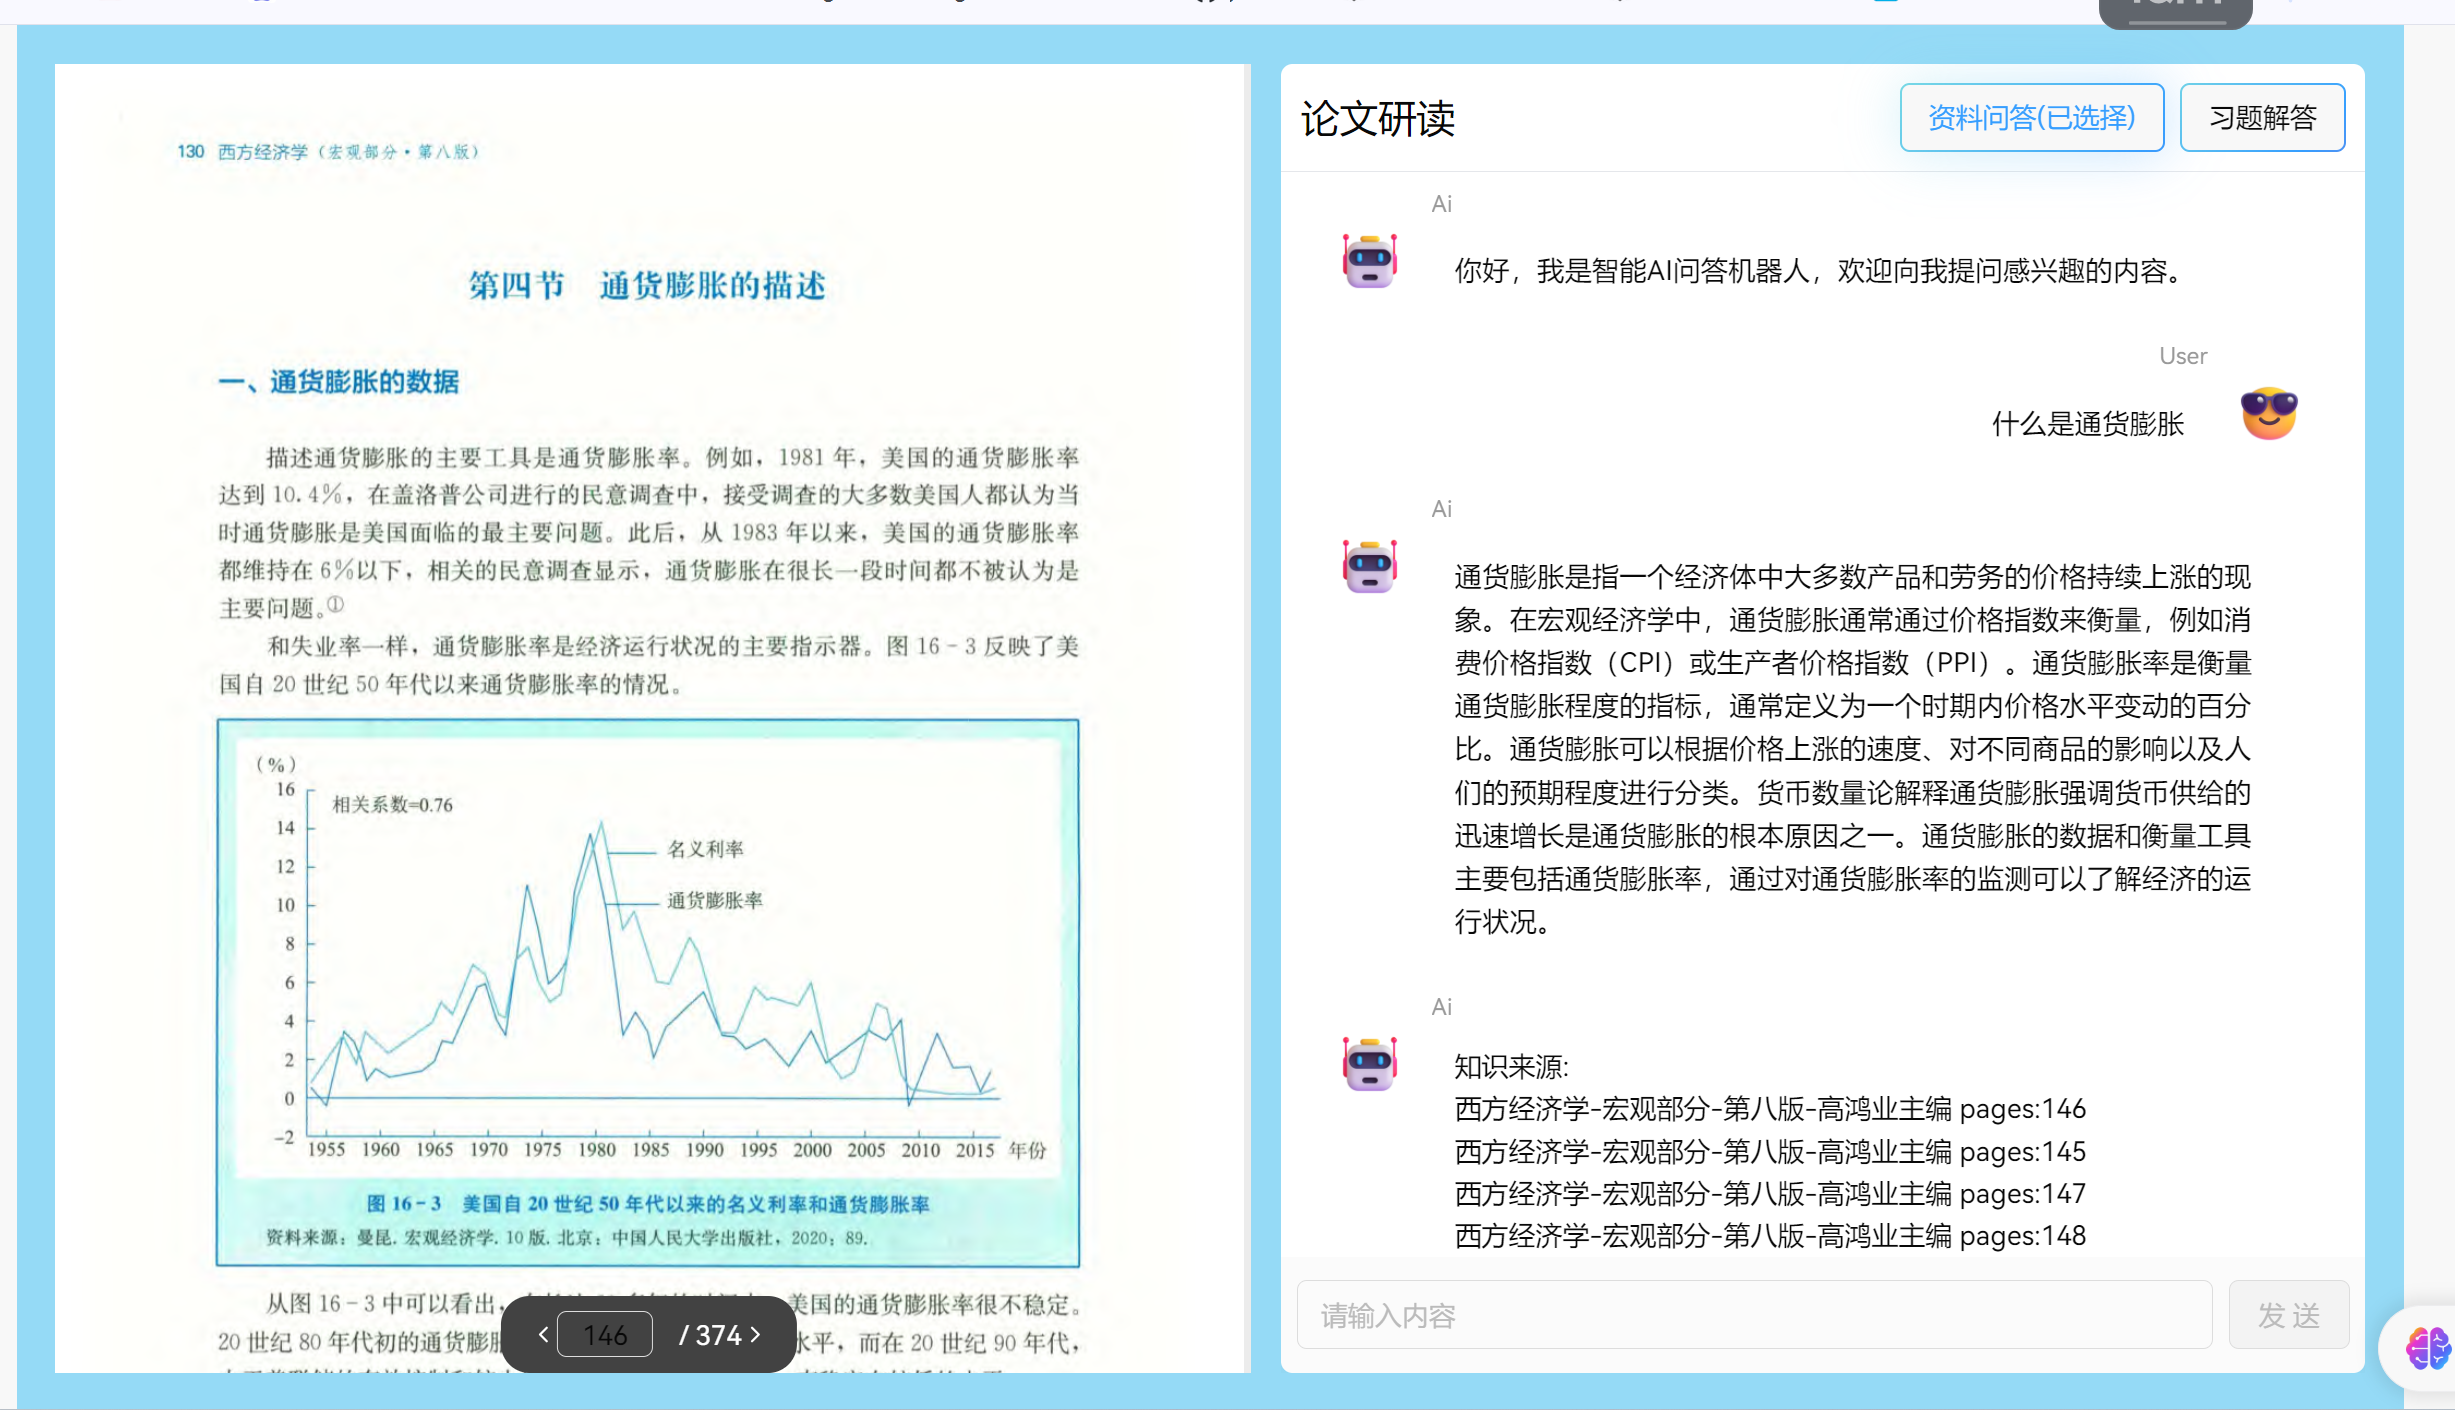 130 西方经济学（宏观部分·第八版）
第四节 通货膨胀的描述
一、通货膨胀的数据
描述通货膨胀的主要工具是通货膨胀率。例如，1981 年，美国的通货膨胀率
达到 10.4%，在盖洛普公司进行的民意调查中，接受调查的大多数美国人都认为当
时通货膨胀是美国面临的最主要问题。此后，从 1983 年以来，美国的通货膨胀率
都维持在 6%以下，相关的民意调查显示，通货膨胀在很长一段时间都不被认为是
主要问题。①
和失业率一样，通货膨胀率是经济运行状况的主要指示器。图 16-3 反映了美
国自 20 世纪 50 年代以来通货膨胀率的情况。
（%）
16
14
12
10
8
6
4
2
0
-2
相关系数=0.76
名义利率
通货膨胀率
1955 1960 1965 1970 1975 1980 1985 1990 1995 2000 2005 2010 2015 年份
图 16-3 美国自 20 世纪 50 年代以来的名义利率和通货膨胀率
资料来源：曼昆. 宏观经济学. 10 版. 北京：中国人民大学出版社，2020：89.
从图 16-3 中可以看出， 美国的通货膨胀率很不稳定。
20 世纪 80 年代初的通货膨胀 水平，而在 20 世纪 90 年代，
146 / 374
论文研读
资料问答(已选择)
习题解答
Ai
你好，我是智能AI问答机器人，欢迎向我提问感兴趣的内容。
User
什么是通货膨胀
Ai
通货膨胀是指一个经济体中大多数产品和劳务的价格持续上涨的现
象。在宏观经济学中，通货膨胀通常通过价格指数来衡量，例如消
费价格指数（CPI）或生产者价格指数（PPI）。通货膨胀率是衡量
通货膨胀程度的指标，通常定义为一个时期内价格水平变动的百分
比。通货膨胀可以根据价格上涨的速度、对不同商品的影响以及人
们的预期程度进行分类。货币数量论解释通货膨胀强调货币供给的
迅速增长是通货膨胀的根本原因之一。通货膨胀的数据和衡量工具
主要包括通货膨胀率，通过对通货膨胀率的监测可以了解经济的运
行状况。
Ai
知识来源:
西方经济学-宏观部分-第八版-高鸿业主编 pages:146
西方经济学-宏观部分-第八版-高鸿业主编 pages:145
西方经济学-宏观部分-第八版-高鸿业主编 pages:147
西方经济学-宏观部分-第八版-高鸿业主编 pages:148
请输入内容
发 送